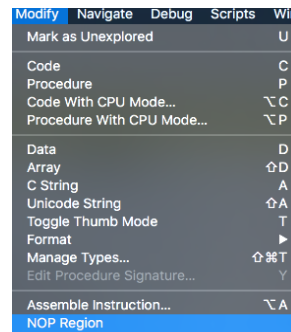 Modify Navigate Debug Scripts Wi
Mark as Unexplored U
Code C
Procedure P
Code With CPU Mode... ⌥C
Procedure With CPU Mode... ⌥P
Data D
Array ⇧D
C String A
Unicode String ⇧A
Toggle Thumb Mode T
Format ▶
Manage Types... ⇧⌘T
Edit Procedure Signature... Y
Assemble Instruction... ⌥A
NOP Region